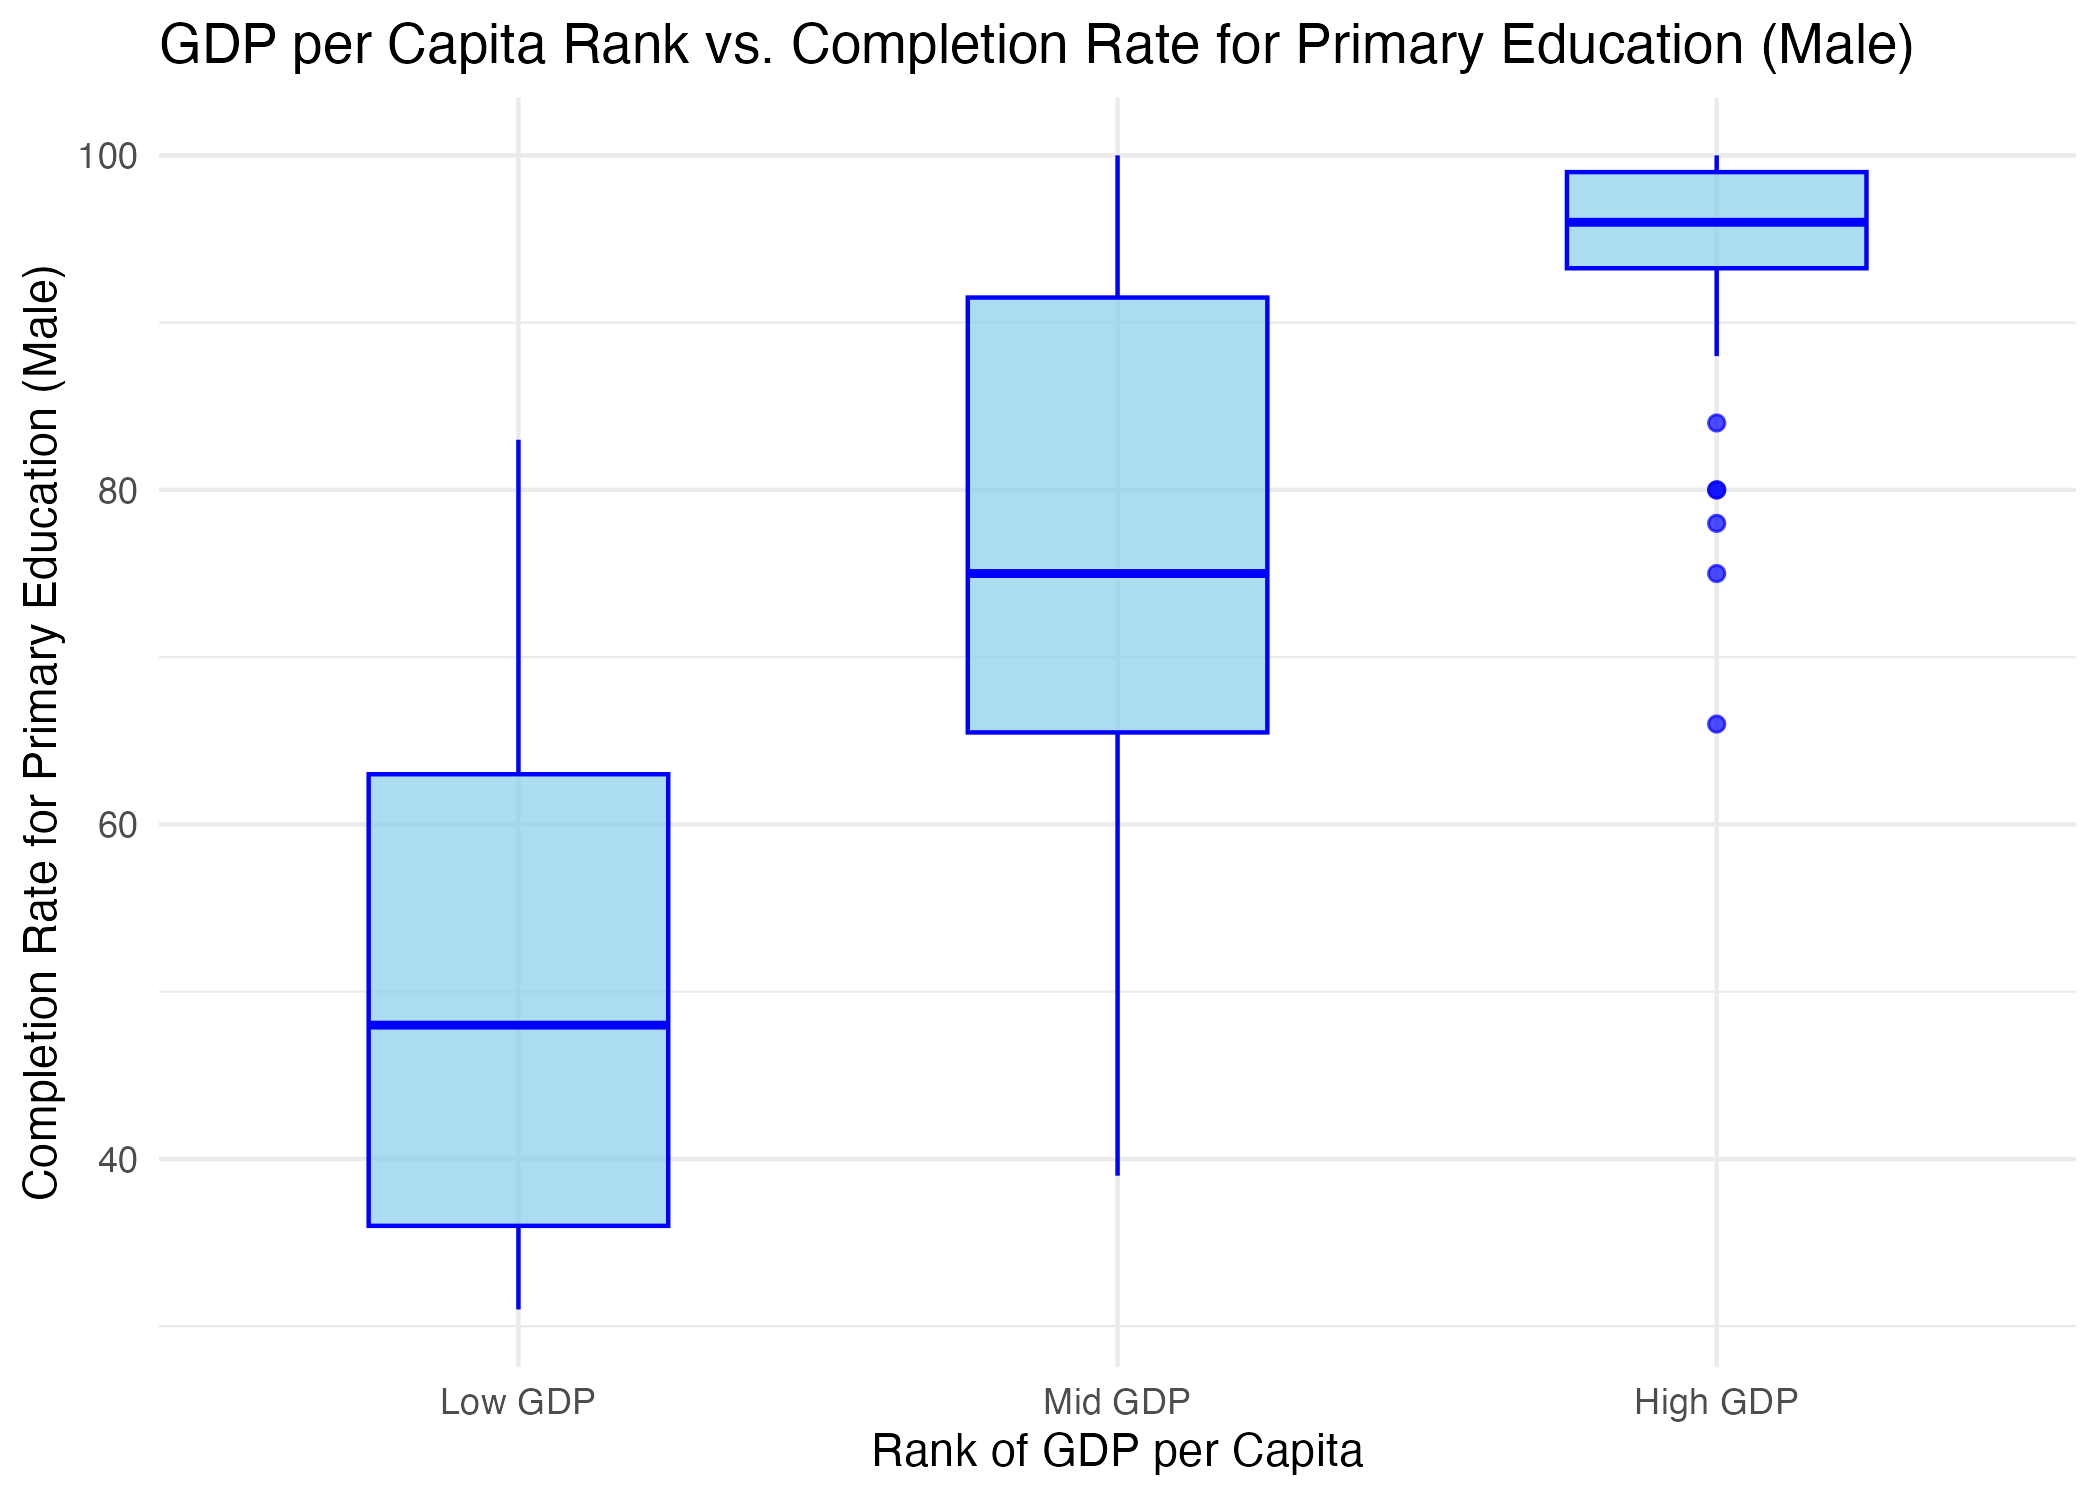 GDP per Capita Rank vs. Completion Rate for Primary Education (Male)
Completion Rate for Primary Education (Male)
100
80
60
40
Low GDP
Mid GDP
High GDP
Rank of GDP per Capita